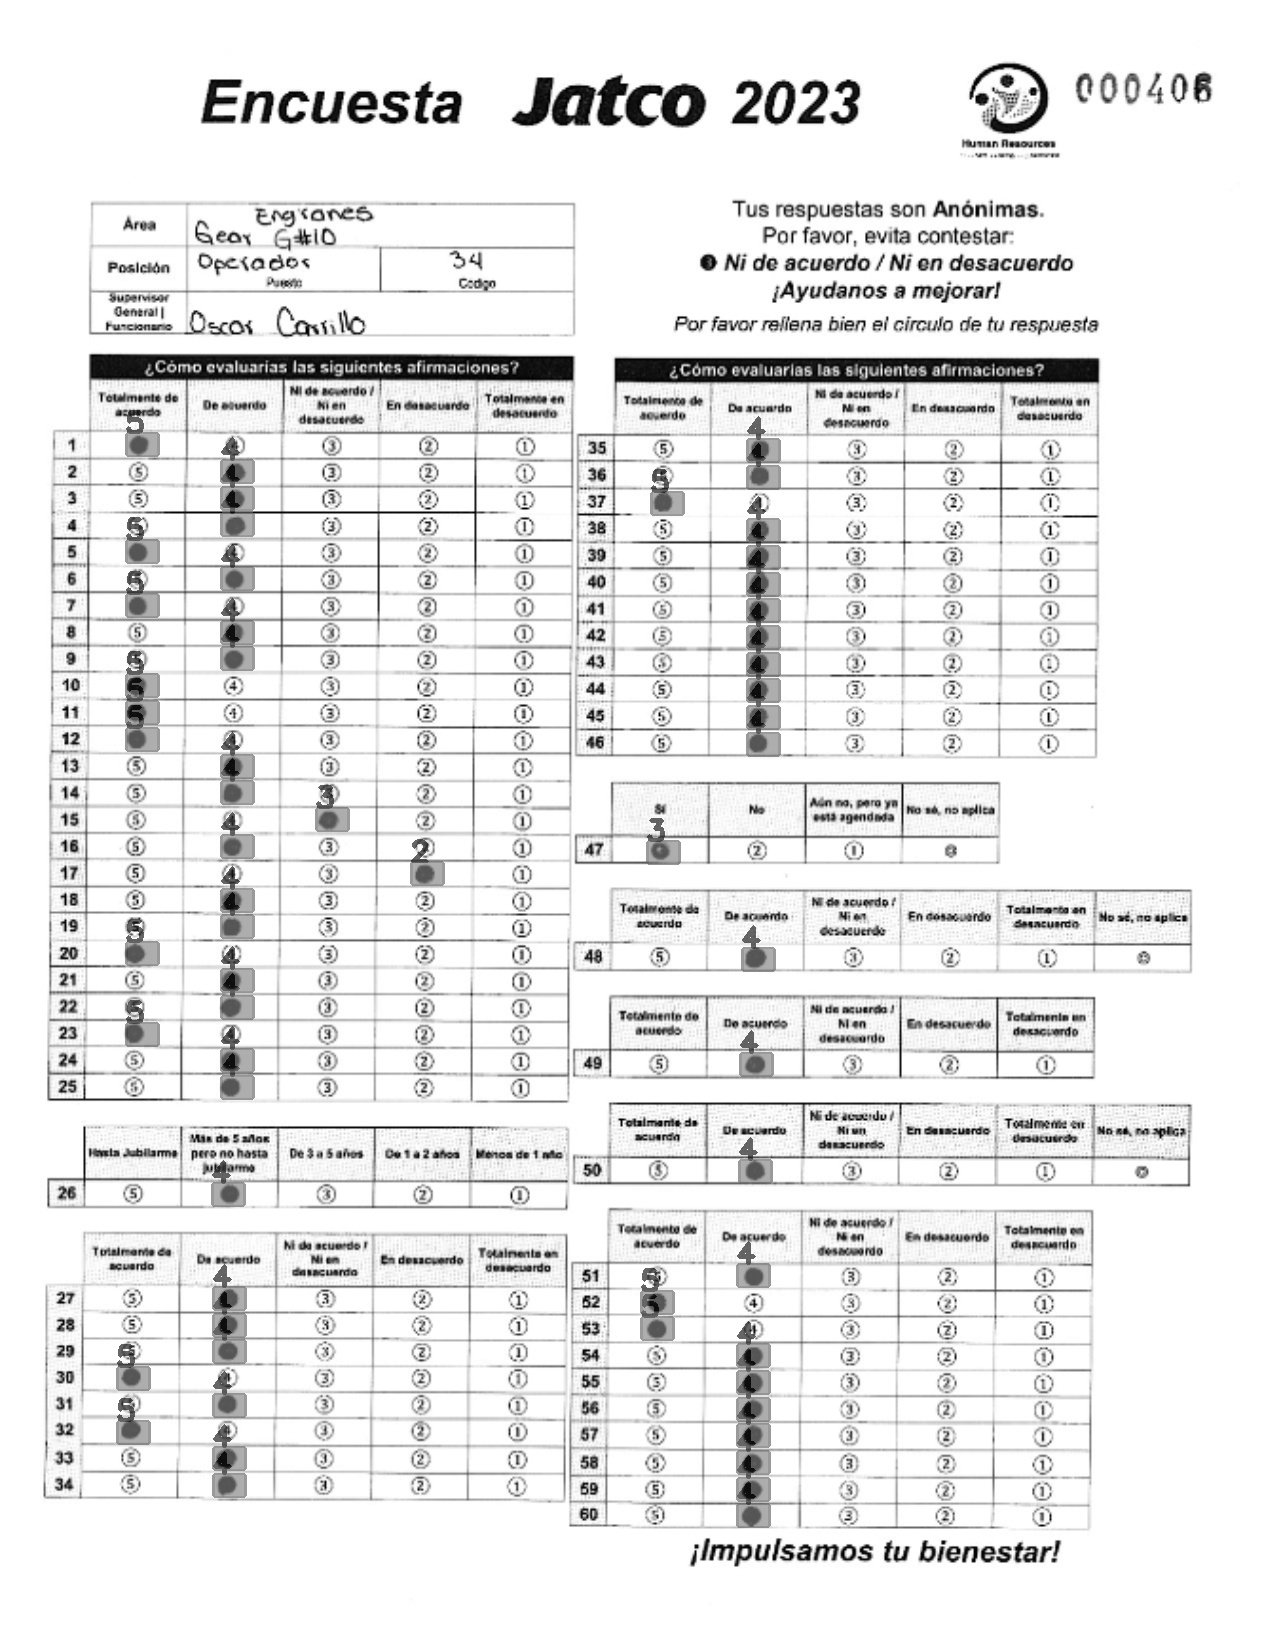 Encuesta Jatco 2023
Human Resources
000406
Área
Engranes
Gear G#10
Posición
Operador
Puesto
34
Codigo
Supervisor General | Funcionario
Oscar Carrillo
Tus respuestas son Anónimas.
Por favor, evita contestar:
❸ Ni de acuerdo / Ni en desacuerdo
¡Ayudanos a mejorar!
Por favor rellena bien el círculo de tu respuesta
¿Cómo evaluarías las siguientes afirmaciones?
Totalmente de acuerdo De acuerdo Ni de acuerdo / Ni en desacuerdo En desacuerdo Totalmente en desacuerdo
1 5 4 3 2 1
2 5 4 3 2 1
3 5 4 3 2 1
4 5 3 2 1
5 4 3 2 1
6 5 3 2 1
7 4 3 2 1
8 5 4 3 2 1
9 5 3 2 1
10 5 4 3 2 1
11 5 4 3 2 1
12 4 3 2 1
13 5 4 3 2 1
14 5 3 2 1
15 5 4 2 1
16 5 3 2 1
17 5 4 3 1
18 5 4 3 2 1
19 5 3 2 1
20 4 3 2 1
21 5 4 3 2 1
22 5 3 2 1
23 4 3 2 1
24 5 4 3 2 1
25 5 3 2 1
Hasta Jubilarme Más de 5 años pero no hasta jubilarme De 3 a 5 años De 1 a 2 años Menos de 1 año
26 5 4 3 2 1
Totalmente de acuerdo De acuerdo Ni de acuerdo / Ni en desacuerdo En desacuerdo Totalmente en desacuerdo
27 5 4 3 2 1
28 5 4 3 2 1
29 5 3 2 1
30 4 3 2 1
31 5 3 2 1
32 4 3 2 1
33 5 4 3 2 1
34 5 3 2 1
¿Cómo evaluarías las siguientes afirmaciones?
Totalmente de acuerdo De acuerdo Ni de acuerdo / Ni en desacuerdo En desacuerdo Totalmente en desacuerdo
35 5 4 3 2 1
36 5 3 2 1
37 4 3 2 1
38 5 4 3 2 1
39 5 4 3 2 1
40 5 4 3 2 1
41 5 4 3 2 1
42 5 4 3 2 1
43 5 4 3 2 1
44 5 4 3 2 1
45 5 4 3 2 1
46 5 3 2 1
Sí No Aún no, pero ya está agendada No sé, no aplica
47 3 2 1
Totalmente de acuerdo De acuerdo Ni de acuerdo / Ni en desacuerdo En desacuerdo Totalmente en desacuerdo No sé, no aplica
48 5 4 3 2 1
Totalmente de acuerdo De acuerdo Ni de acuerdo / Ni en desacuerdo En desacuerdo Totalmente en desacuerdo
49 5 4 3 2 1
Totalmente de acuerdo De acuerdo Ni de acuerdo / Ni en desacuerdo En desacuerdo Totalmente en desacuerdo No sé, no aplica
50 5 4 3 2 1
Totalmente de acuerdo De acuerdo Ni de acuerdo / Ni en desacuerdo En desacuerdo Totalmente en desacuerdo
51 5 4 3 2 1
52 5 4 3 2 1
53 4 3 2 1
54 5 4 3 2 1
55 5 4 3 2 1
56 5 4 3 2 1
57 5 4 3 2 1
58 5 4 3 2 1
59 5 4 3 2 1
60 5 3 2 1
¡Impulsamos tu bienestar!